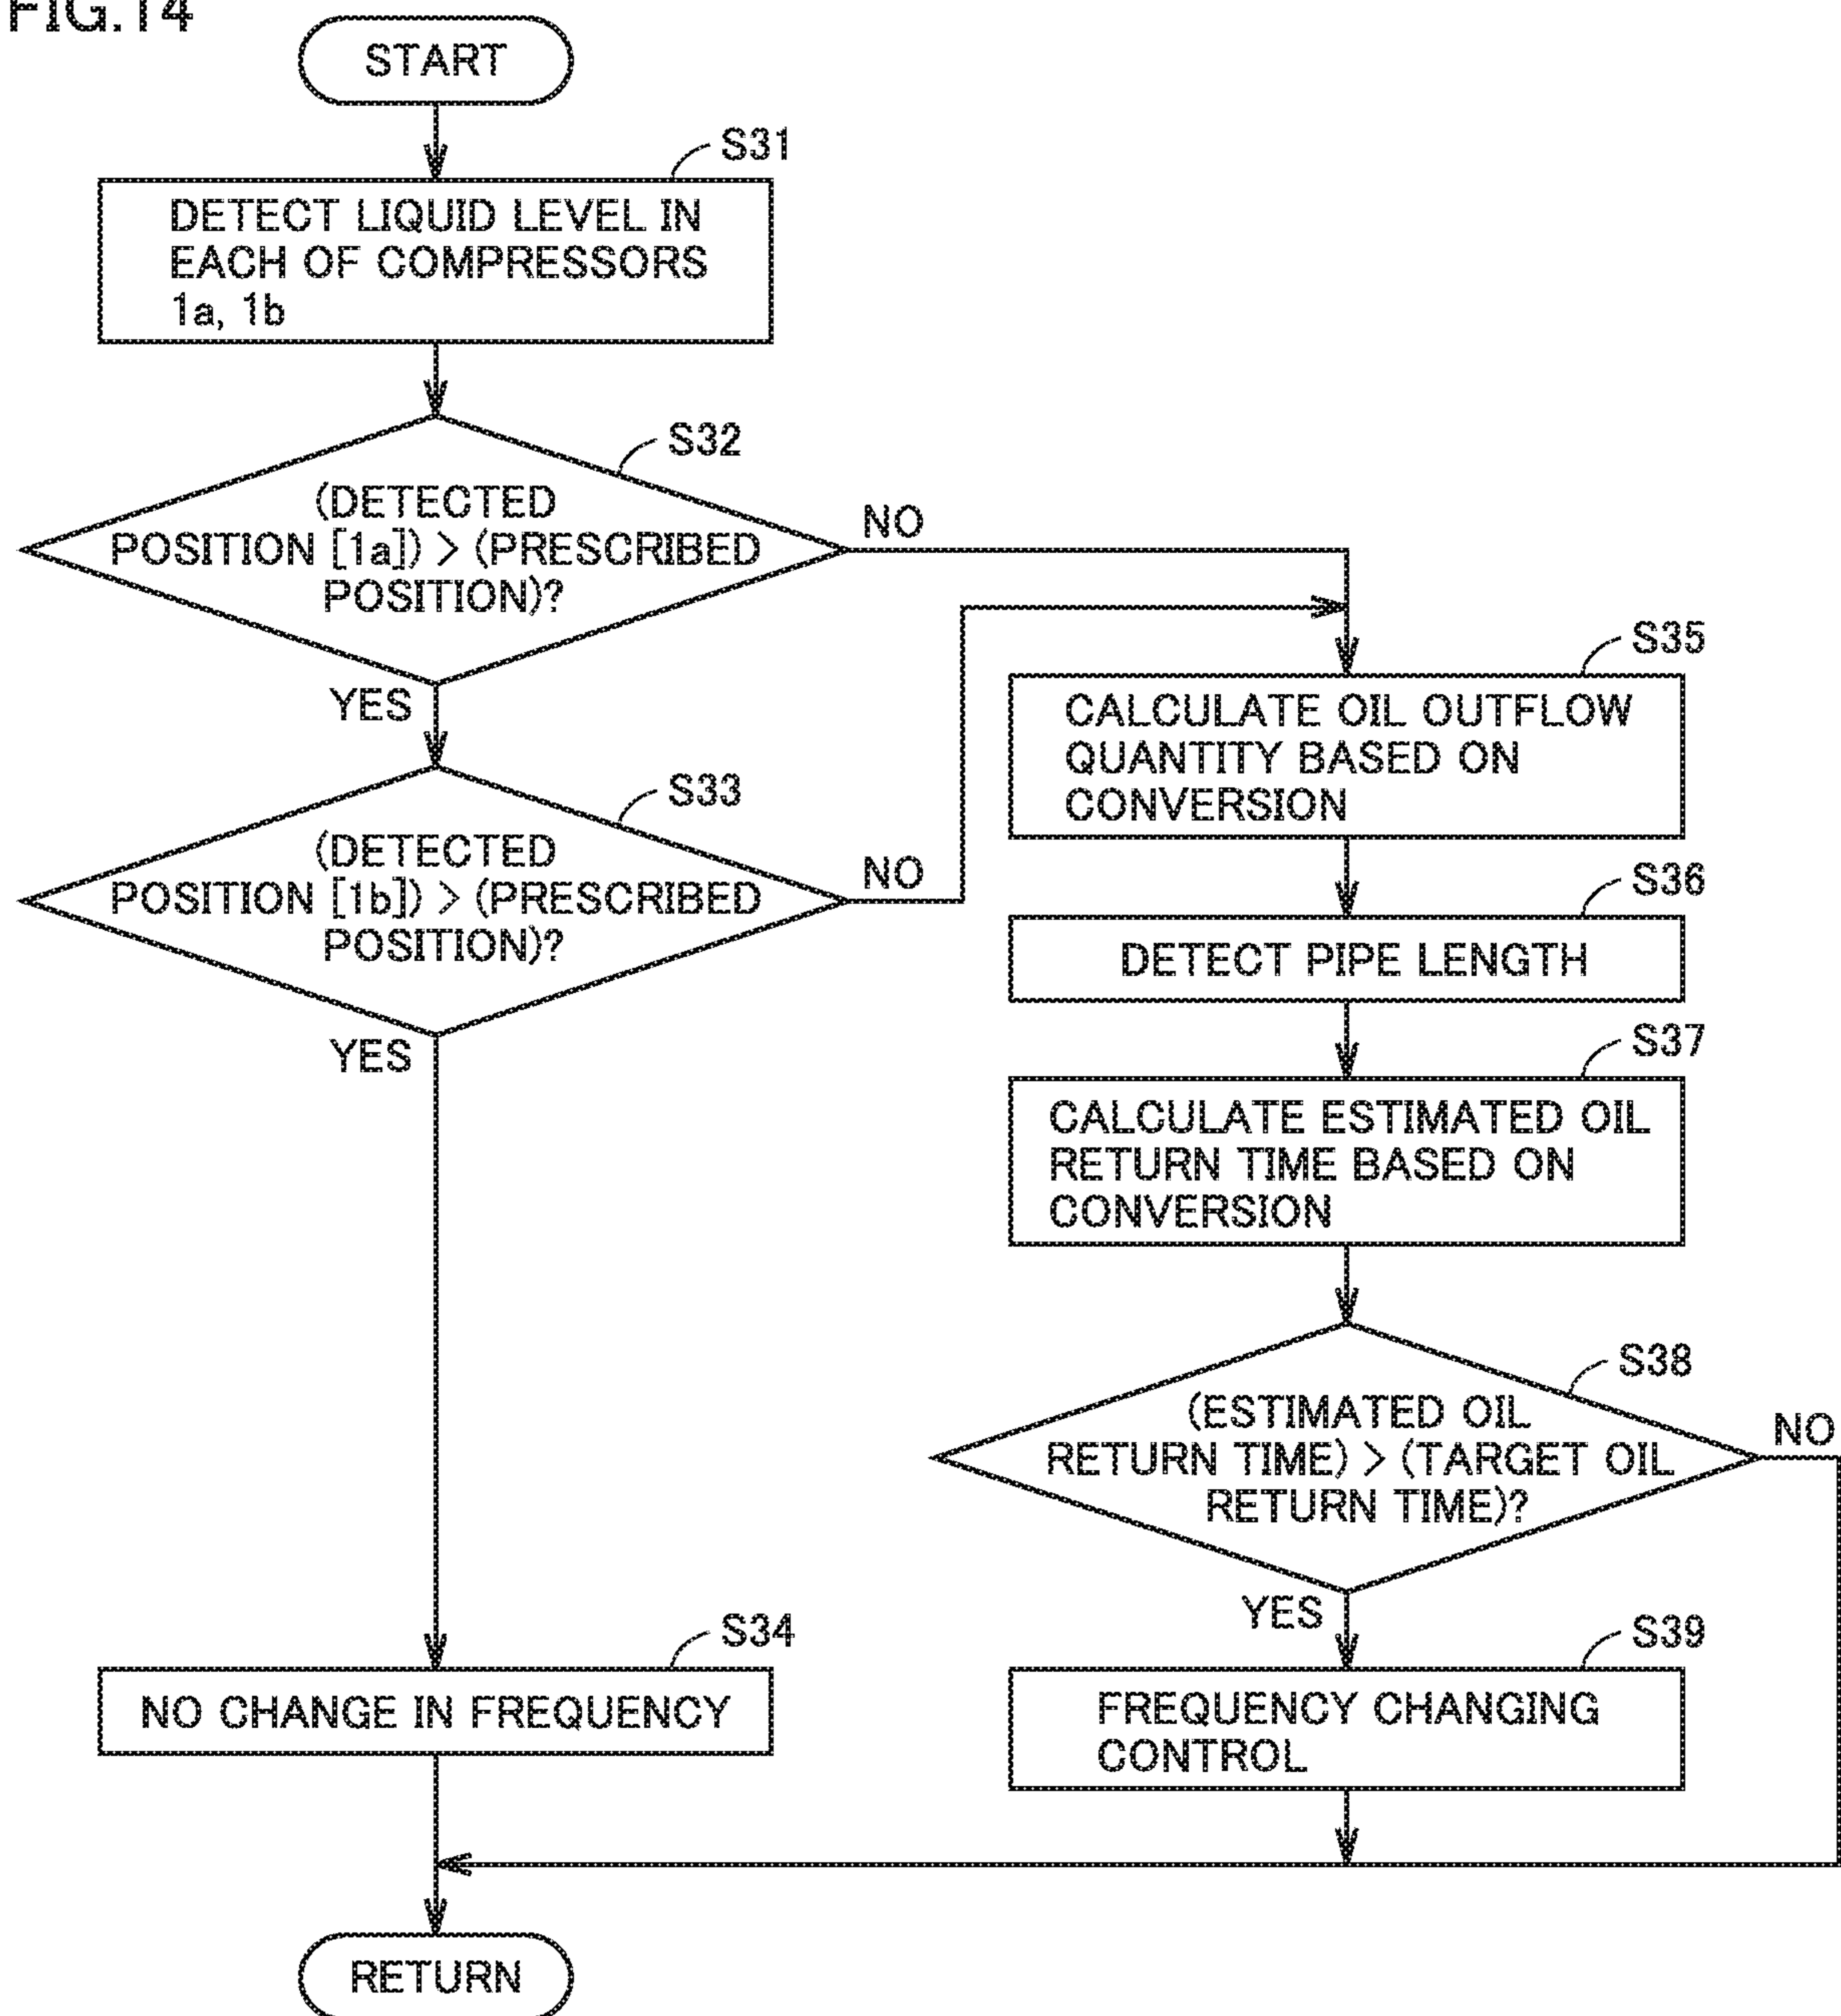 FIG.14
START
S31
DETECT LIQUID LEVEL IN
EACH OF COMPRESSORS
1a, 1b
S32
(DETECTED
POSITION [1a]) > (PRESCRIBED
POSITION)?
NO
YES
S33
(DETECTED
POSITION [1b]) > (PRESCRIBED
POSITION)?
NO
YES
S34
NO CHANGE IN FREQUENCY
S35
CALCULATE OIL OUTFLOW
QUANTITY BASED ON
CONVERSION
S36
DETECT PIPE LENGTH
S37
CALCULATE ESTIMATED OIL
RETURN TIME BASED ON
CONVERSION
S38
(ESTIMATED OIL
RETURN TIME) > (TARGET OIL
RETURN TIME)?
NO
YES
S39
FREQUENCY CHANGING
CONTROL
RETURN